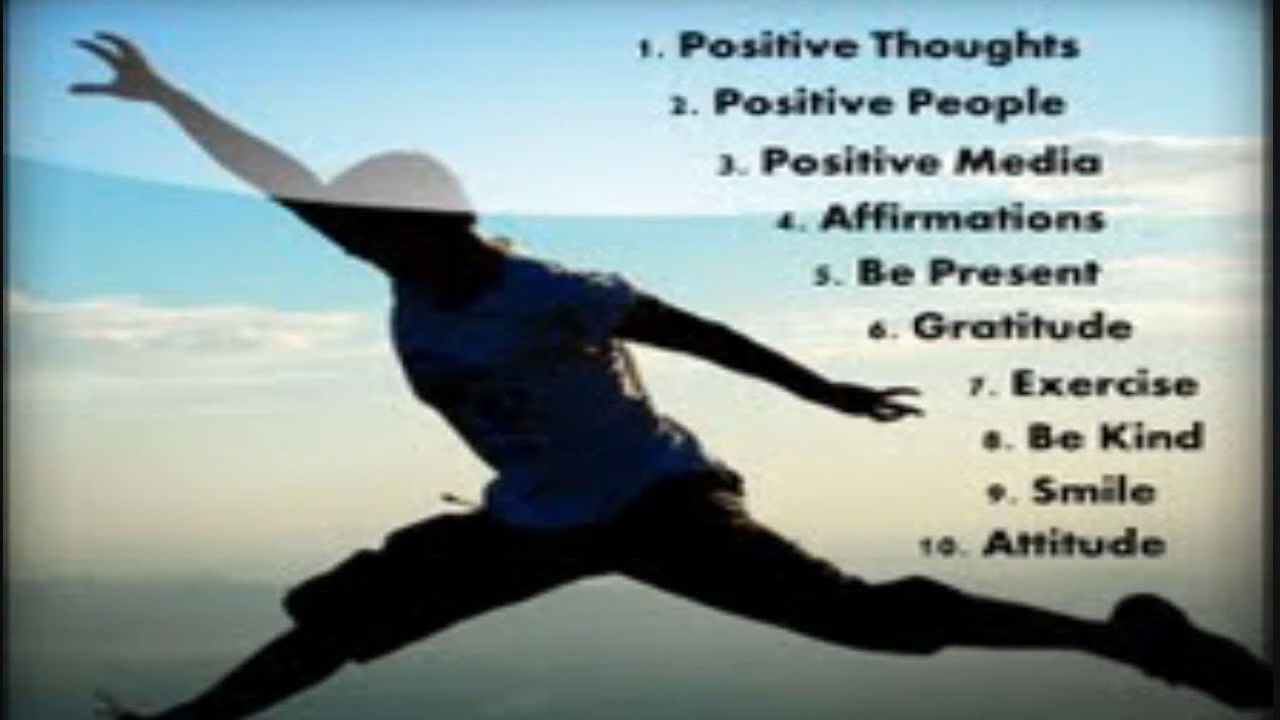 1. Positive Thoughts
2. Positive People
3. Positive Media
4. Affirmations
5. Be Present
6. Gratitude
7. Exercise
8. Be Kind
9. Smile
10. Attitude